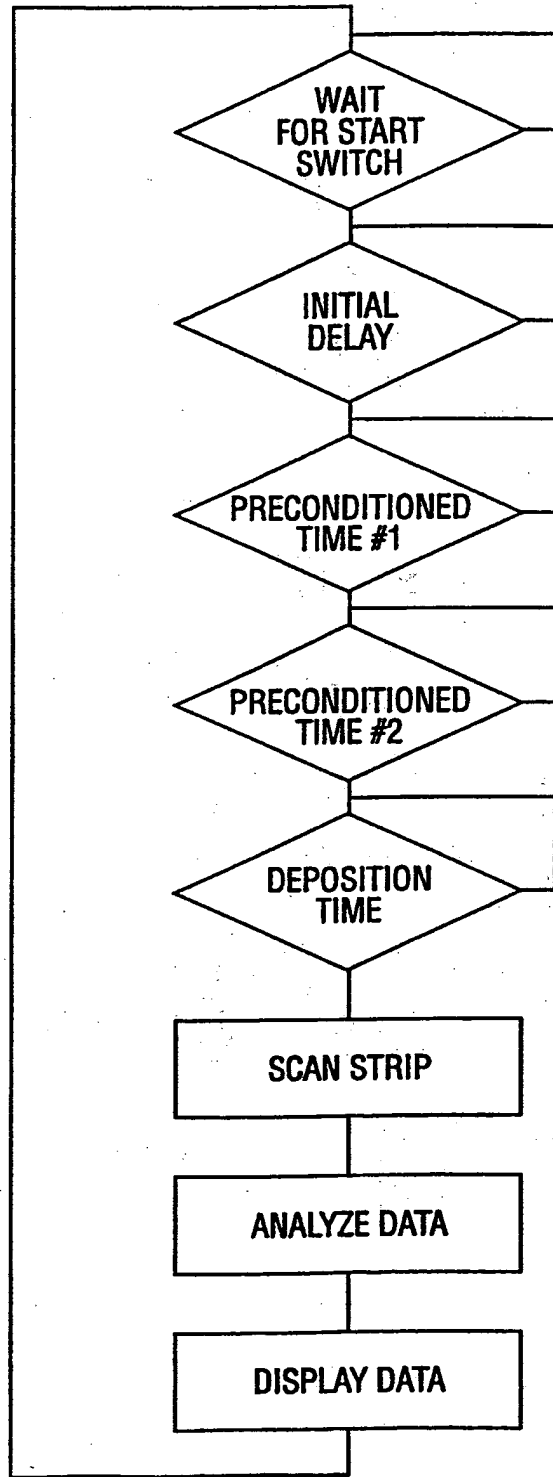 WAIT
FOR START
SWITCH
INITIAL
DELAY
PRECONDITIONED
TIME #1
PRECONDITIONED
TIME #2
DEPOSITION
TIME
SCAN STRIP
ANALYZE DATA
DISPLAY DATA